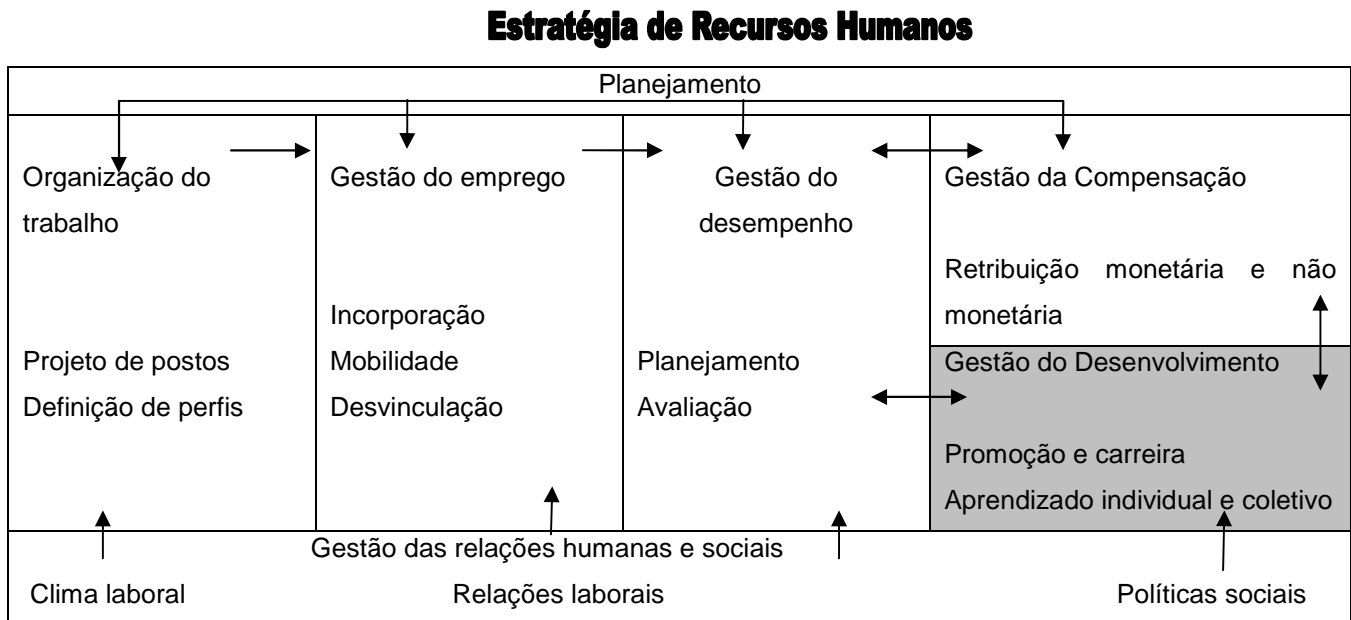 Estratégia de Recursos Humanos
Planejamento
Organização do
trabalho
Projeto de postos
Definição de perfis
Gestão do emprego
Incorporação
Mobilidade
Desvinculação
Gestão do
desempenho
Planejamento
Avaliação
Gestão da Compensação
Retribuição monetária e não
monetária
Gestão do Desenvolvimento
Promoção e carreira
Aprendizado individual e coletivo
Gestão das relações humanas e sociais
Clima laboral
Relações laborais
Políticas sociais